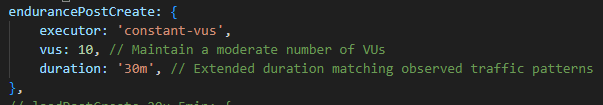 endurancePostCreate: {
executor: 'constant-vus',
vus: 10, // Maintain a moderate number of VUs
duration: '30m', // Extended duration matching observed traffic patterns
},